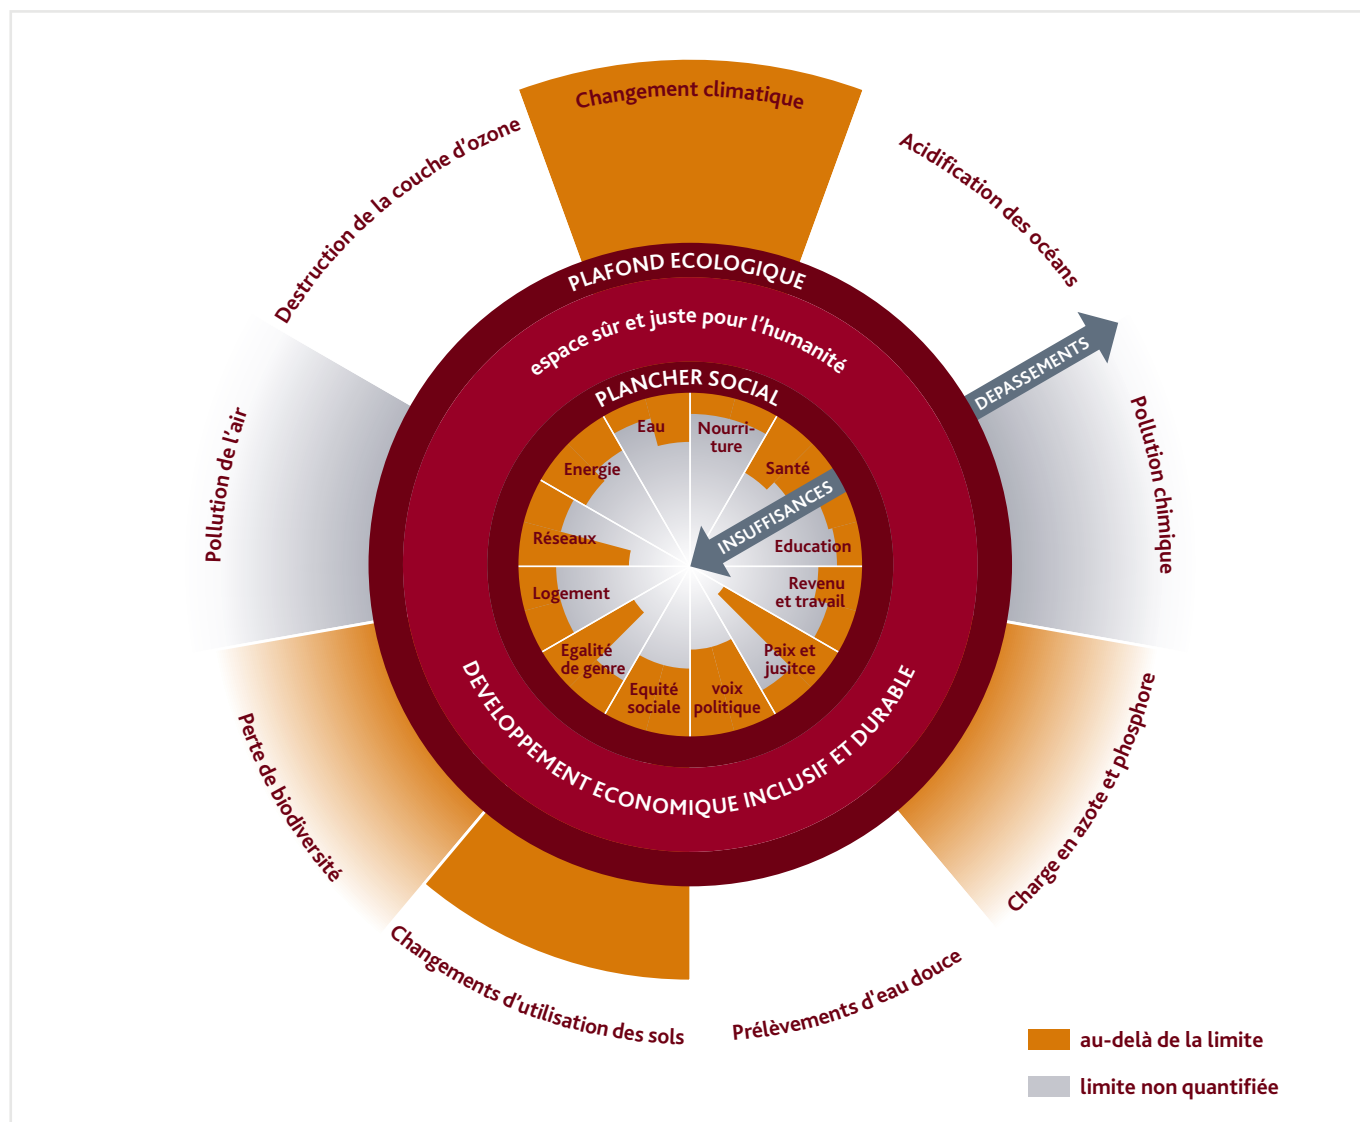 Changement climatique
Destruction de la couche d'ozone
Acidification des océans
PLAFOND ECOLOGIQUE
espace sûr et juste pour l'humanité
DEPASSEMENTS
PLANCHER SOCIAL
Pollution de l'air
Pollution chimique
Eau
Nourri-
ture
Energie
Santé
INSUFFISANCES
Réseaux
Education
Logement
Revenu
et travail
Egalité
de genre
Paix et
jusitce
Equité
sociale
voix
politique
DEVELOPPEMENT ECONOMIQUE INCLUSIF ET DURABLE
Perte de biodiversité
Charge en azote et phosphore
Changements d'utilisation des sols
Prélèvements d'eau douce
au-delà de la limite
limite non quantifiée